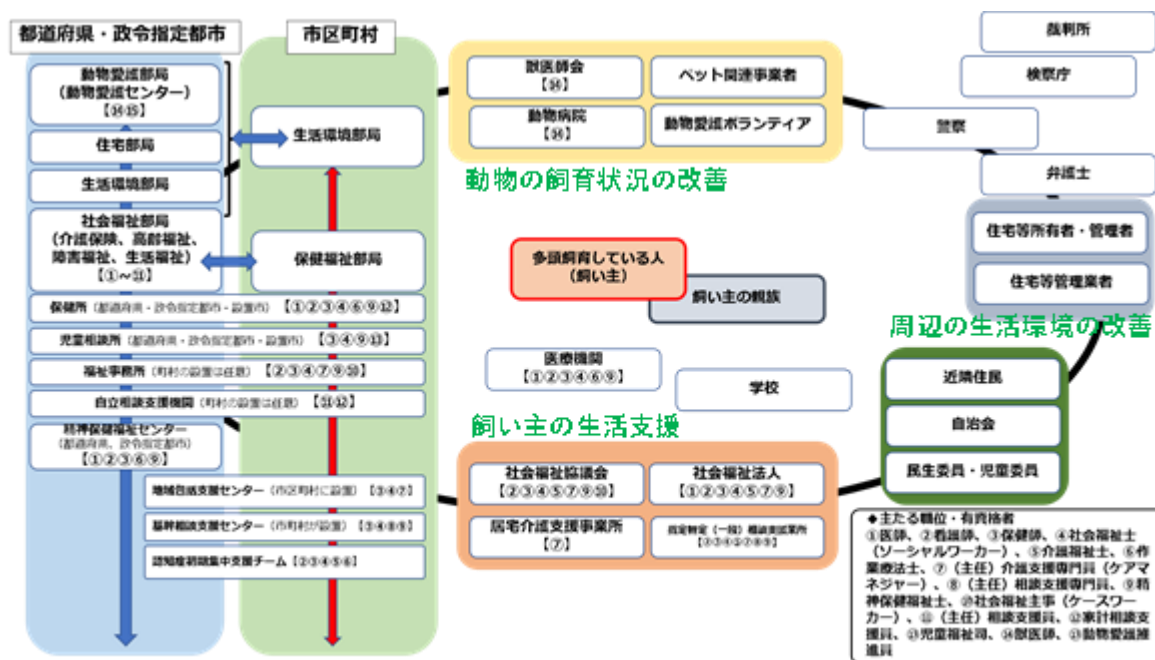 都道府県・政令指定都市
動物愛護部局
(動物愛護センター)
【⑭⑮】
住宅部局
生活環境部局
社会福祉部局
(介護保険、高齢福祉、
障害福祉、生活福祉)
【①~⑪】
市区町村
生活環境部局
保健福祉部局
保健所(都道府県・政令指定都市・設置市)【①②③④⑥⑨⑫】
児童相談所(都道府県・政令指定都市・設置市)【③④⑨⑬】
福祉事務所(町村の設置は任意)【②③④⑦⑨⑩】
自立相談支援機関(町村の設置は任意)【⑪⑫】
精神保健福祉センター
(都道府県、政令指定都市)
【①②③⑥⑨】
地域包括支援センター(市区町村に設置)【③④⑦】
基幹相談支援センター(市町村が設置)
認知症初期集中支援チーム【②③④⑤⑥】
獣医師会
【⑭】
ペット関連事業者
動物病院
【⑭】
動物愛護ボランティア
動物の飼育状況の改善
裁判所
検察庁
警察
弁護士
住宅等所有者・管理者
住宅等管理業者
周辺の生活環境の改善
多頭飼育している人
(飼い主)
飼い主の親族
医療機関
【①②③④⑥⑨】
学校
近隣住民
自治会
民生委員・児童委員
飼い主の生活支援
社会福祉協議会
【②③④⑤⑦⑨⑩】
社会福祉法人
【①②③④⑤⑦⑨】
居宅介護支援事業所
【⑦】
指定特定(一般)相談支援事業所
◆主たる職位・有資格者
①医師、②看護師、③保健師、④社会福祉士
(ソーシャルワーカー)、⑤介護福祉士、⑥作
業療法士、⑦(主任)介護支援専門員(ケアマ
ネジャー)、⑧(主任)相談支援専門員、⑨精
神保健福祉士、⑩社会福祉主事(ケースワー
カー)、⑪(主任)相談支援員、⑫家計相談支
援員、⑬児童福祉司、⑭獣医師、⑮動物愛護推
進員